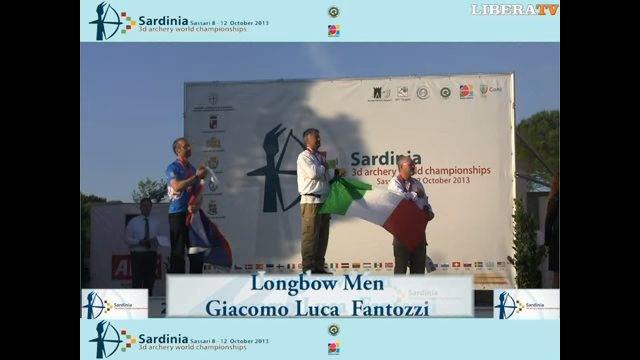 Sardinia Sassari 8 - 12 October 2013
3d archery world championships
LIBERATV
Sardinia
3d archery world championships
Sassari 8 - 12 October 2013
Longbow Men
Giacomo Luca Fantozzi
Sardinia
Sardinia
Sardinia Sassari 8 - 12 October 2013
3d archery world championships